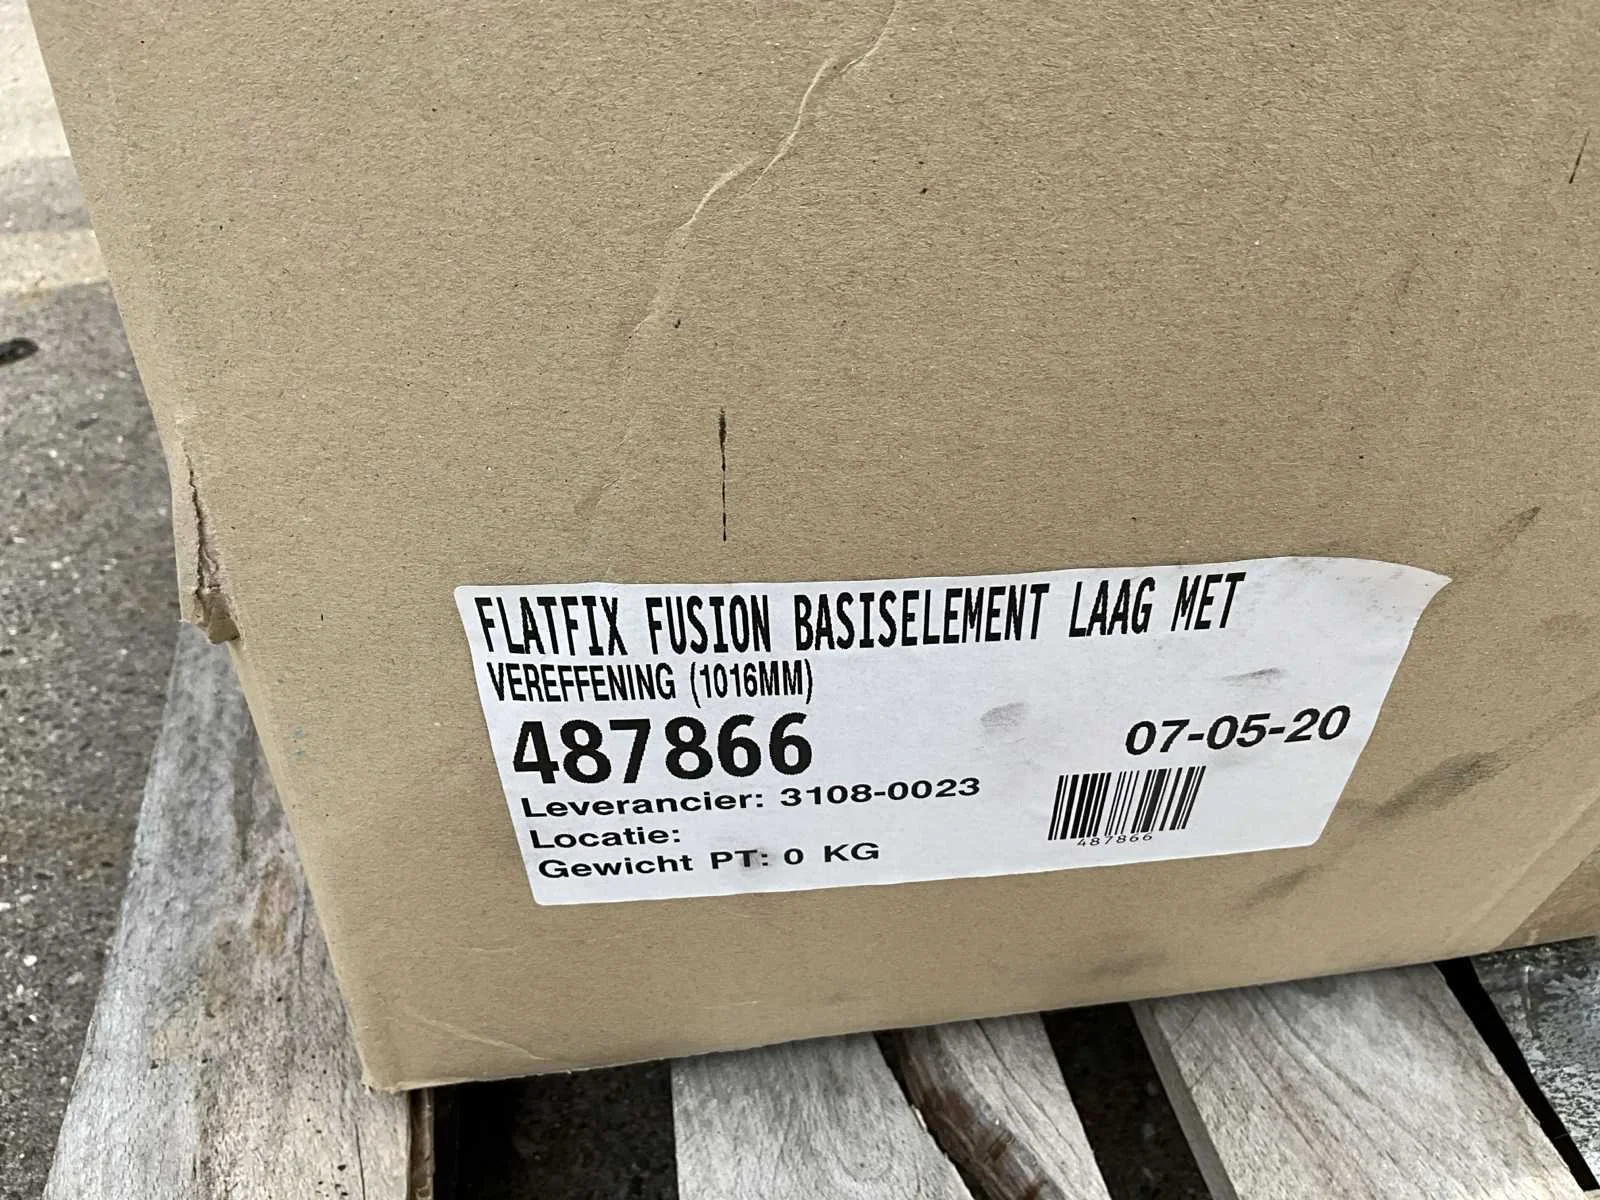 FLATFIX FUSION BASISELEMENT LAAG MET
VEREFFENING (1016MM)
487866
07-05-20
Leverancier: 3108-0023
Locatie:
Gewicht PT: 0 KG
487866